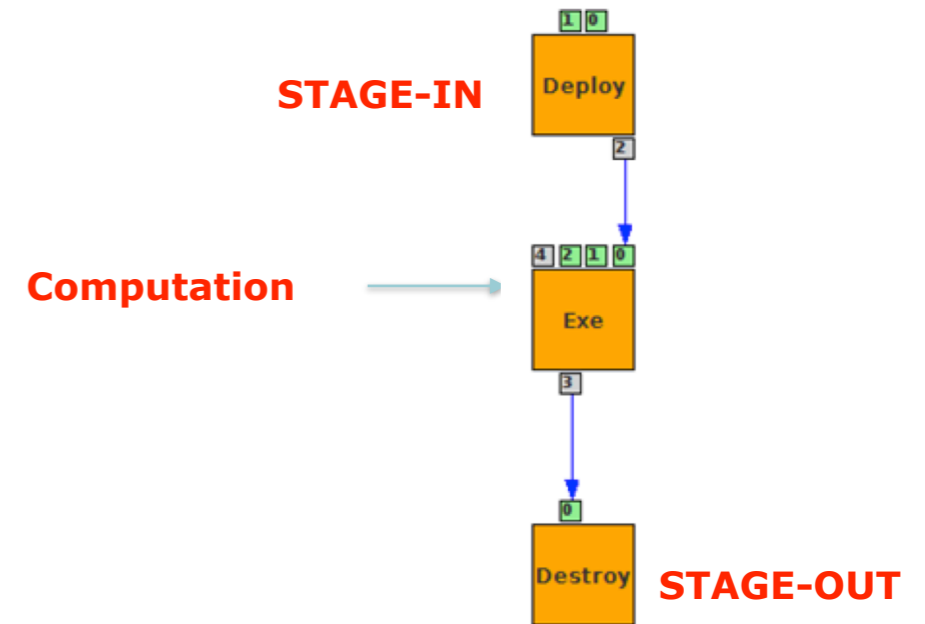 1 0
Deploy
STAGE-IN
2
4 2 1 0
Computation
Exe
3
0
Destroy
STAGE-OUT